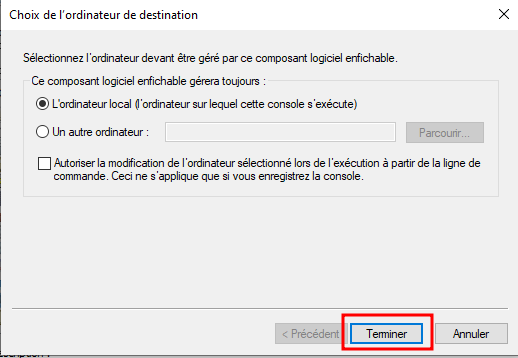 Choix de l'ordinateur de destination
Sélectionnez l'ordinateur devant être géré par ce composant logiciel enfichable.
Ce composant logiciel enfichable gérera toujours :
L'ordinateur local (l'ordinateur sur lequel cette console s'exécute)
Un autre ordinateur :
Parcourir...
Autoriser la modification de l'ordinateur sélectionné lors de l'exécution à partir de la ligne de
commande. Ceci ne s'applique que si vous enregistrez la console.
< Précédent
Terminer
Annuler